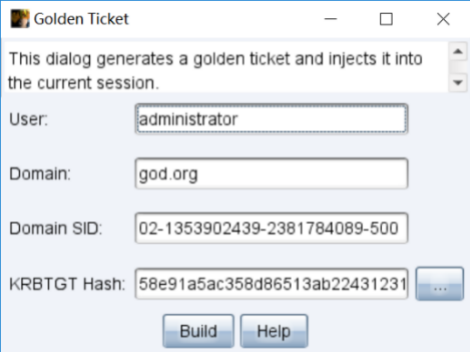 Golden Ticket
This dialog generates a golden ticket and injects it into
the current session.
User: administrator
Domain: god.org
Domain SID: 02-1353902439-2381784089-500
KRBTGT Hash: 58e91a5ac358d86513ab22431231 ...
Build Help